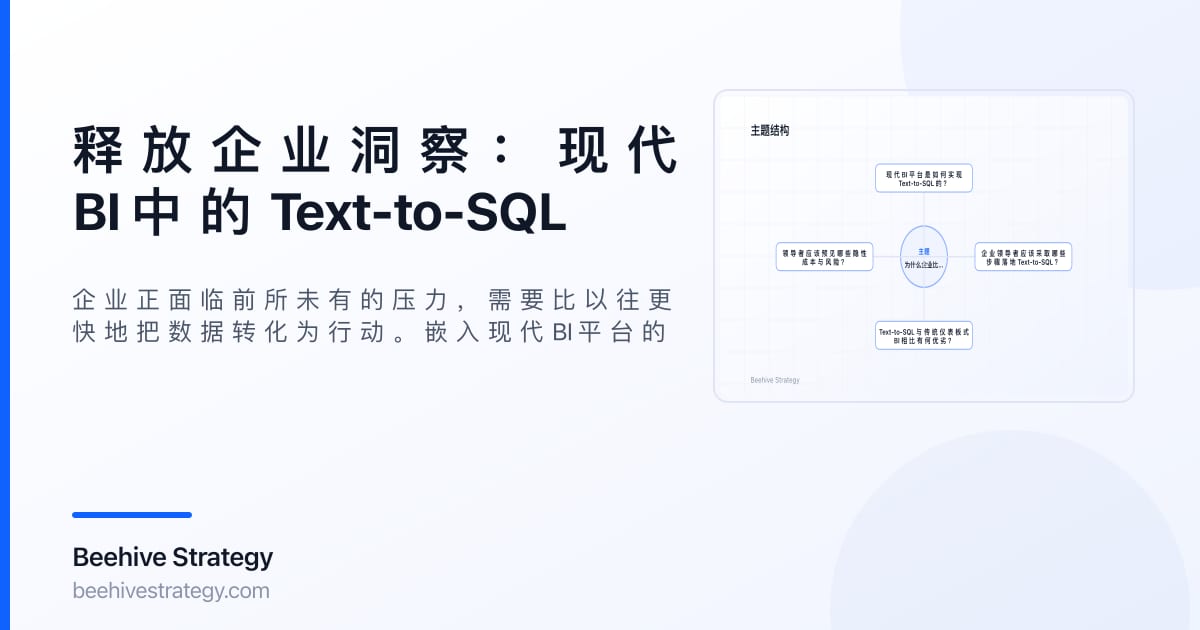 释放企业洞察：现代
BI中的 Text-to-SQL
企业正面临前所未有的压力，需要比以往更
快地把数据转化为行动。嵌入现代 BI平台的
Beehive Strategy
beehivestrategy.com
主题结构
现代BI平台是如何实现
Text-to-SQL的？
领导者应该预见哪些隐性
成本与风险？
主题
为什么企业比...
企业领导者应该采取哪些
步骤落地Text-to-SQL？
Text-to-SQL与传统仪表板式
BI相比有何优劣？
Beehive Strategy